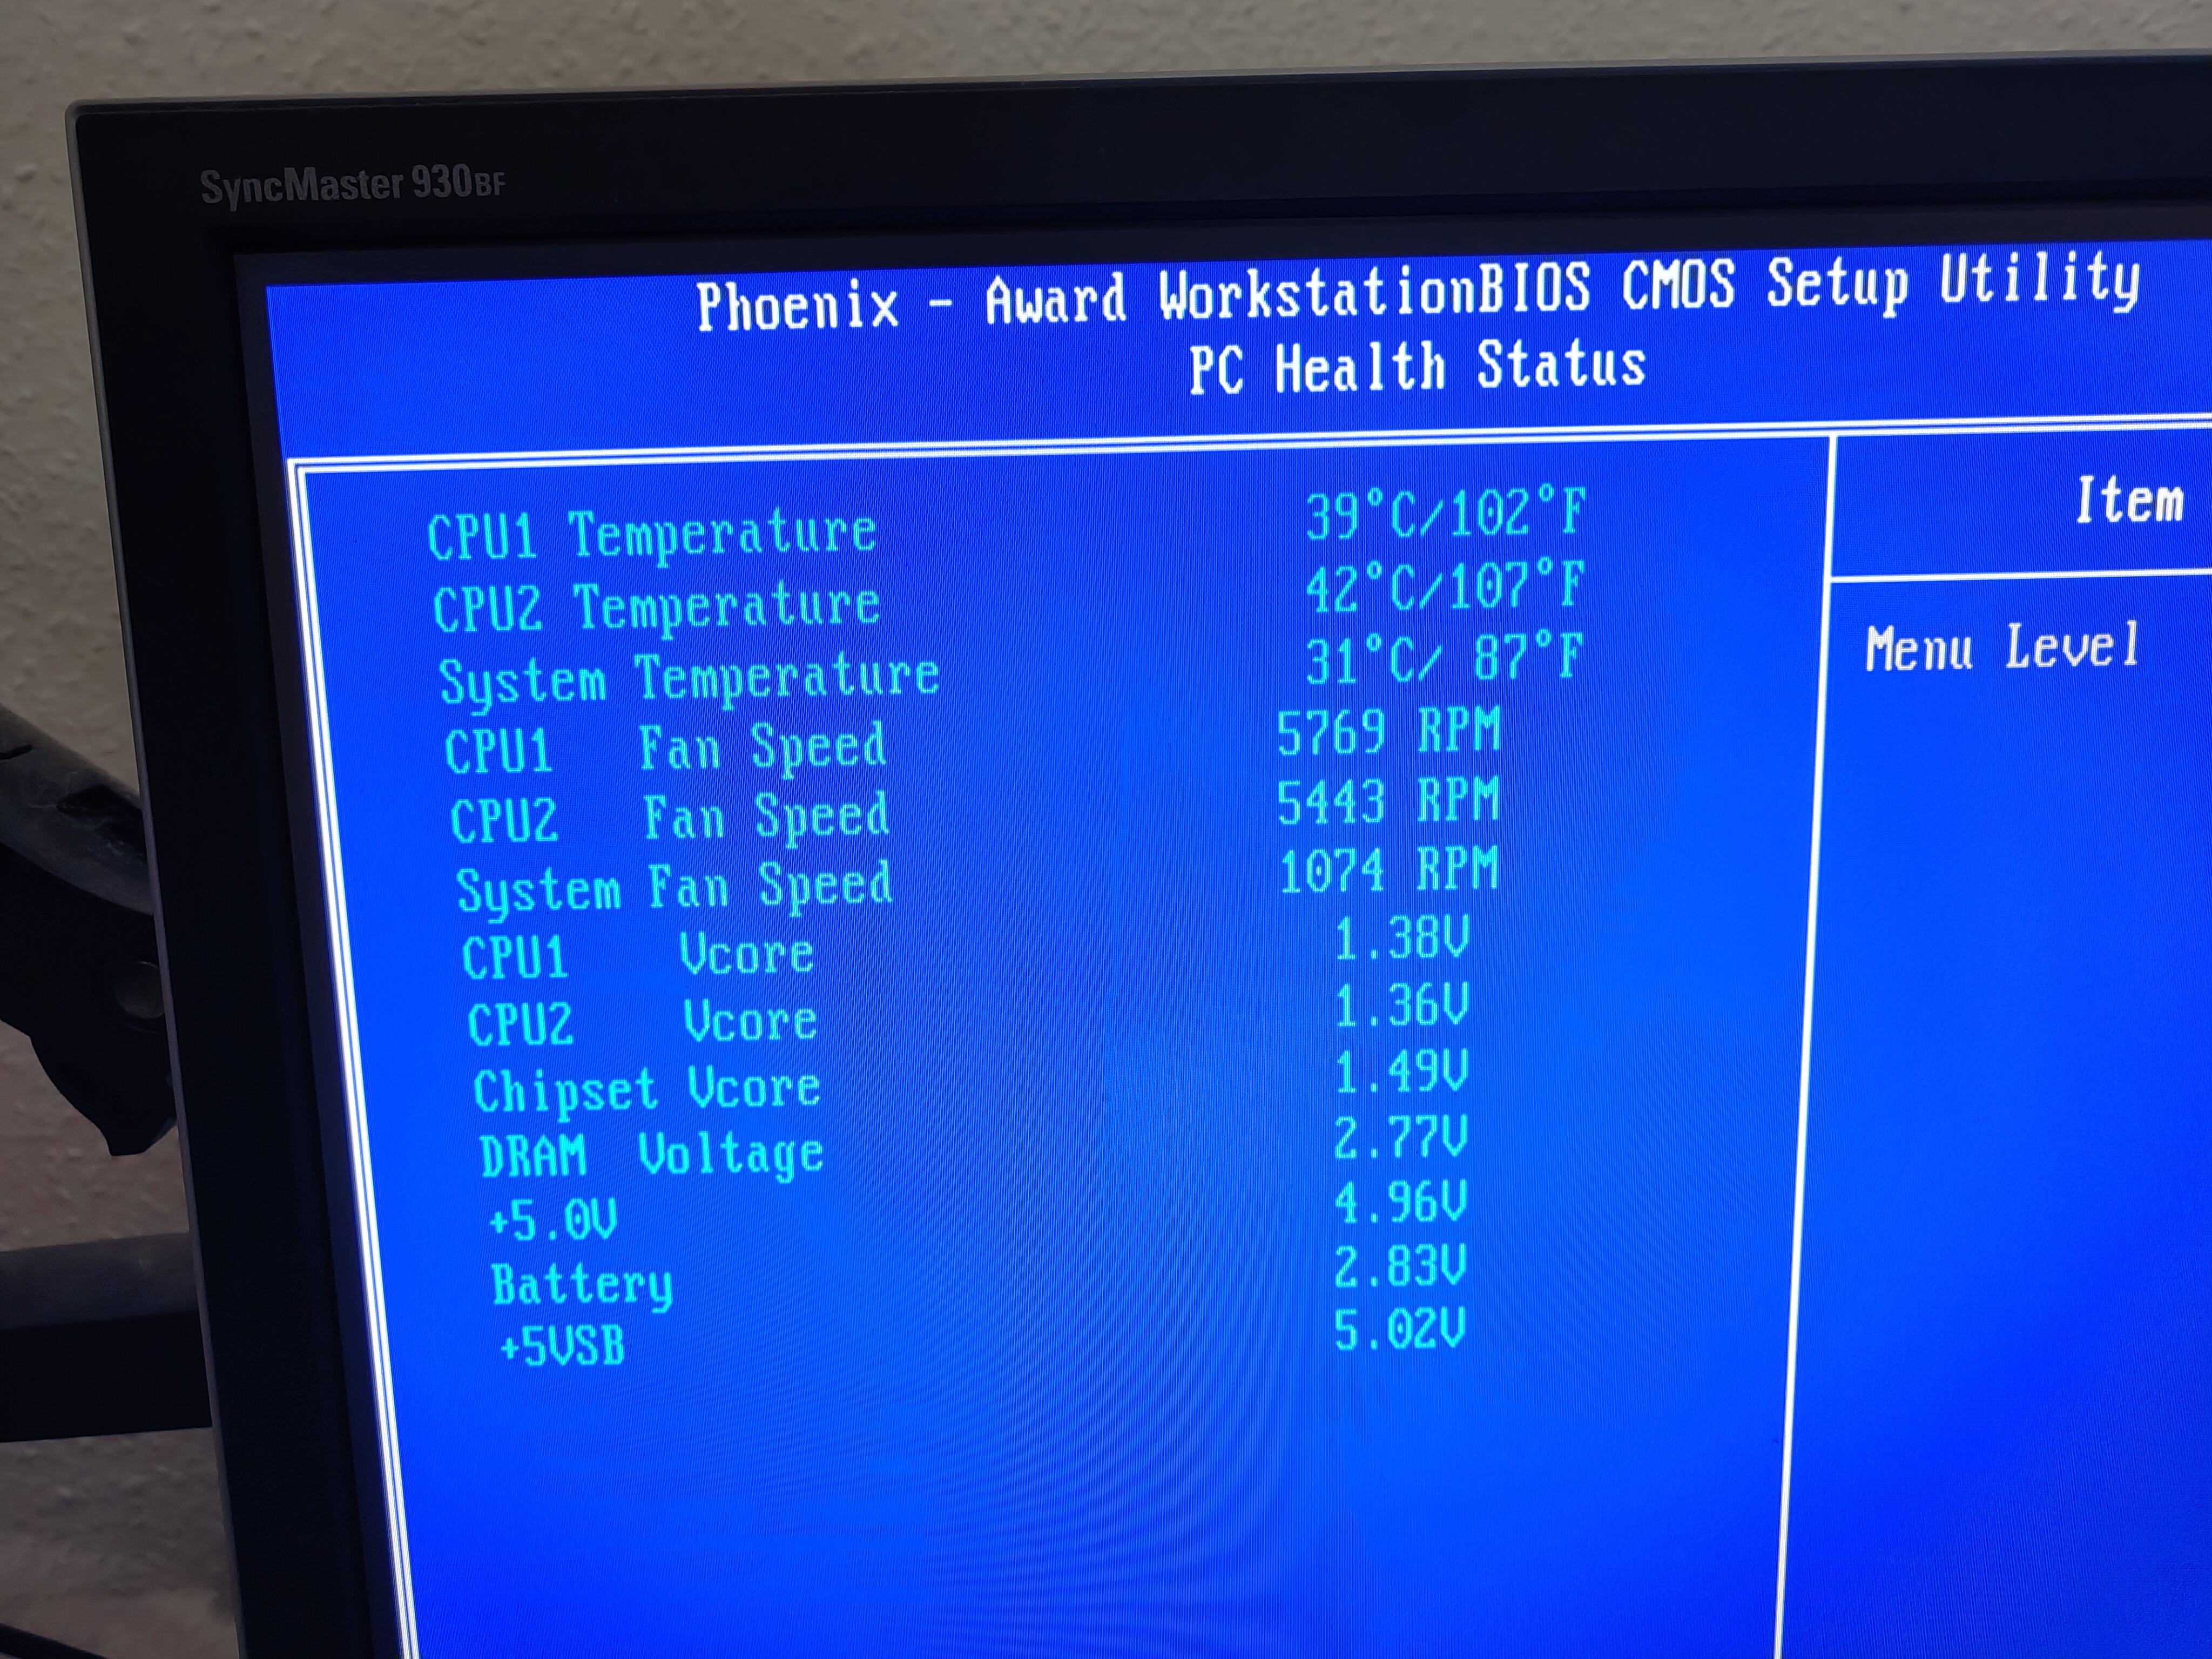 SyncMaster 930BF
Phoenix - Award WorkstationBIOS CMOS Setup Utility
PC Health Status
CPU1 Temperature 39°C/102°F
CPU2 Temperature 42°C/107°F
System Temperature 31°C/ 87°F
CPU1 Fan Speed 5769 RPM
CPU2 Fan Speed 5443 RPM
System Fan Speed 1074 RPM
CPU1 Vcore 1.38V
CPU2 Vcore 1.36V
Chipset Vcore 1.49V
DRAM Voltage 2.77V
+5.0V 4.96V
Battery 2.83V
+5VSB 5.02V
Item
Menu Level